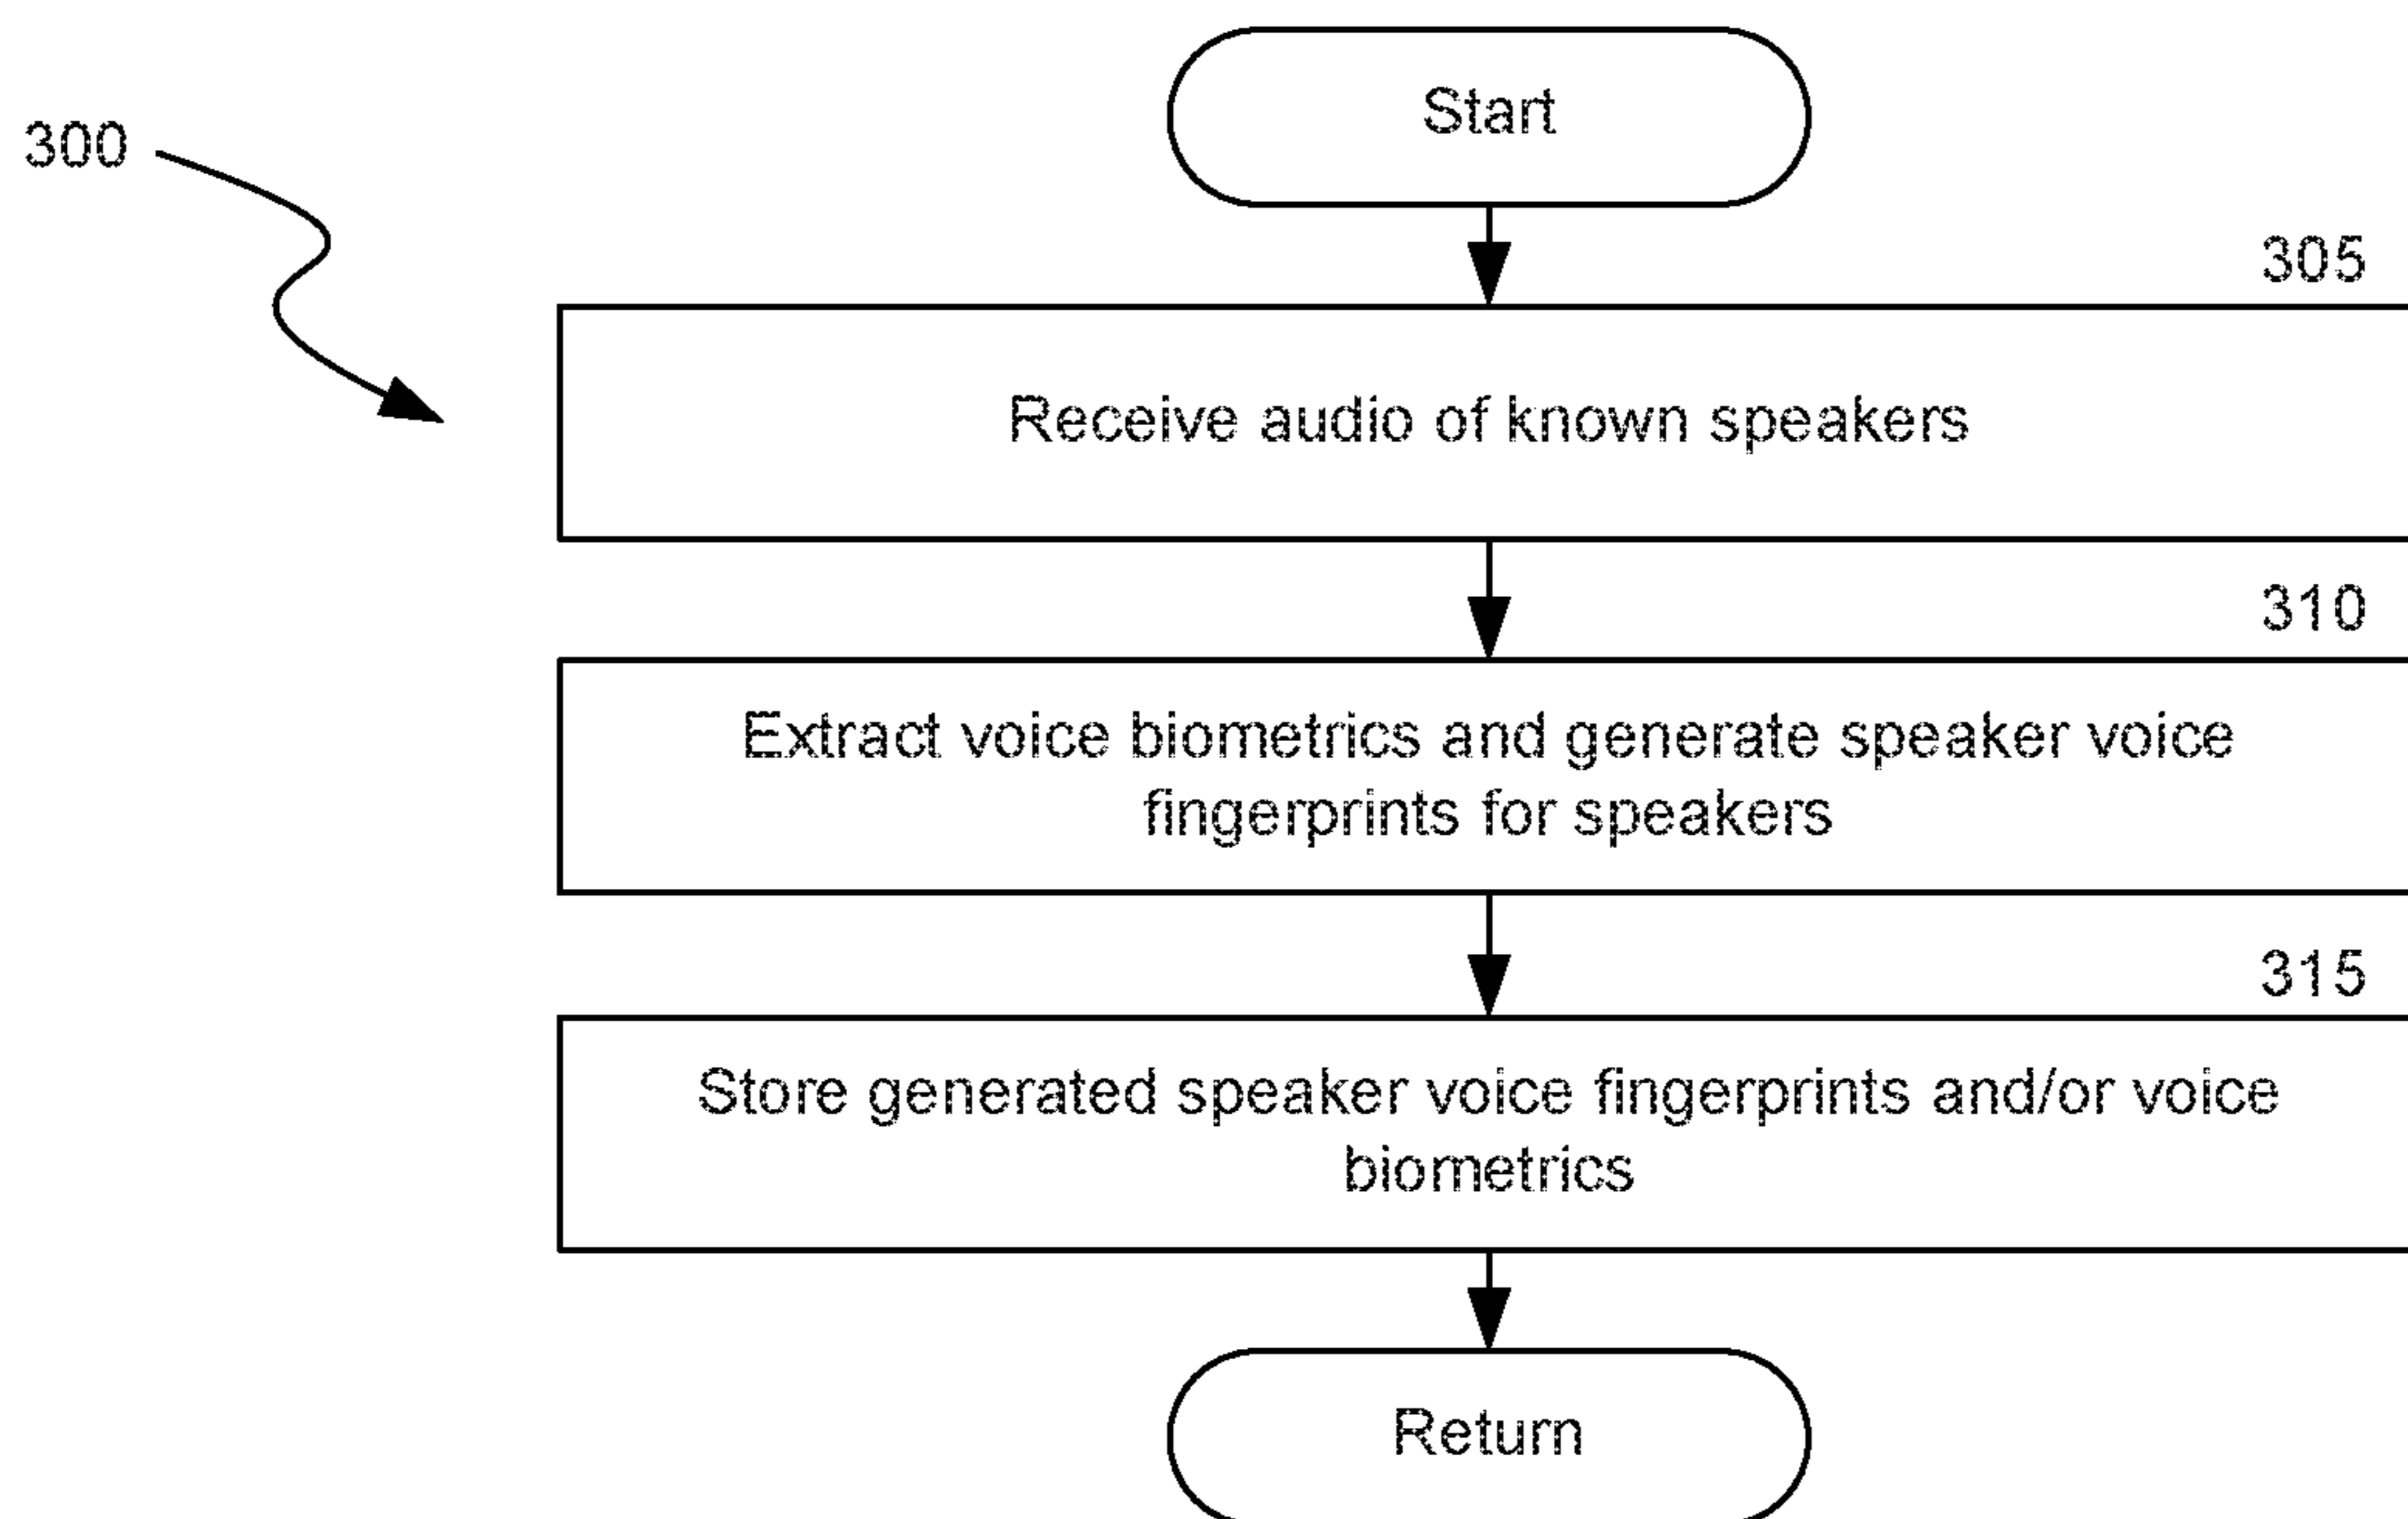 Start
300
305
Receive audio of known speakers
310
Extract voice biometrics and generate speaker voice
fingerprints for speakers
315
Store generated speaker voice fingerprints and/or voice
biometrics
Return